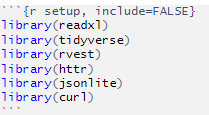 ```{r setup, include=FALSE}
library(readxl)
library(tidyverse)
library(rvest)
library(httr)
library(jsonlite)
library(curl)
```